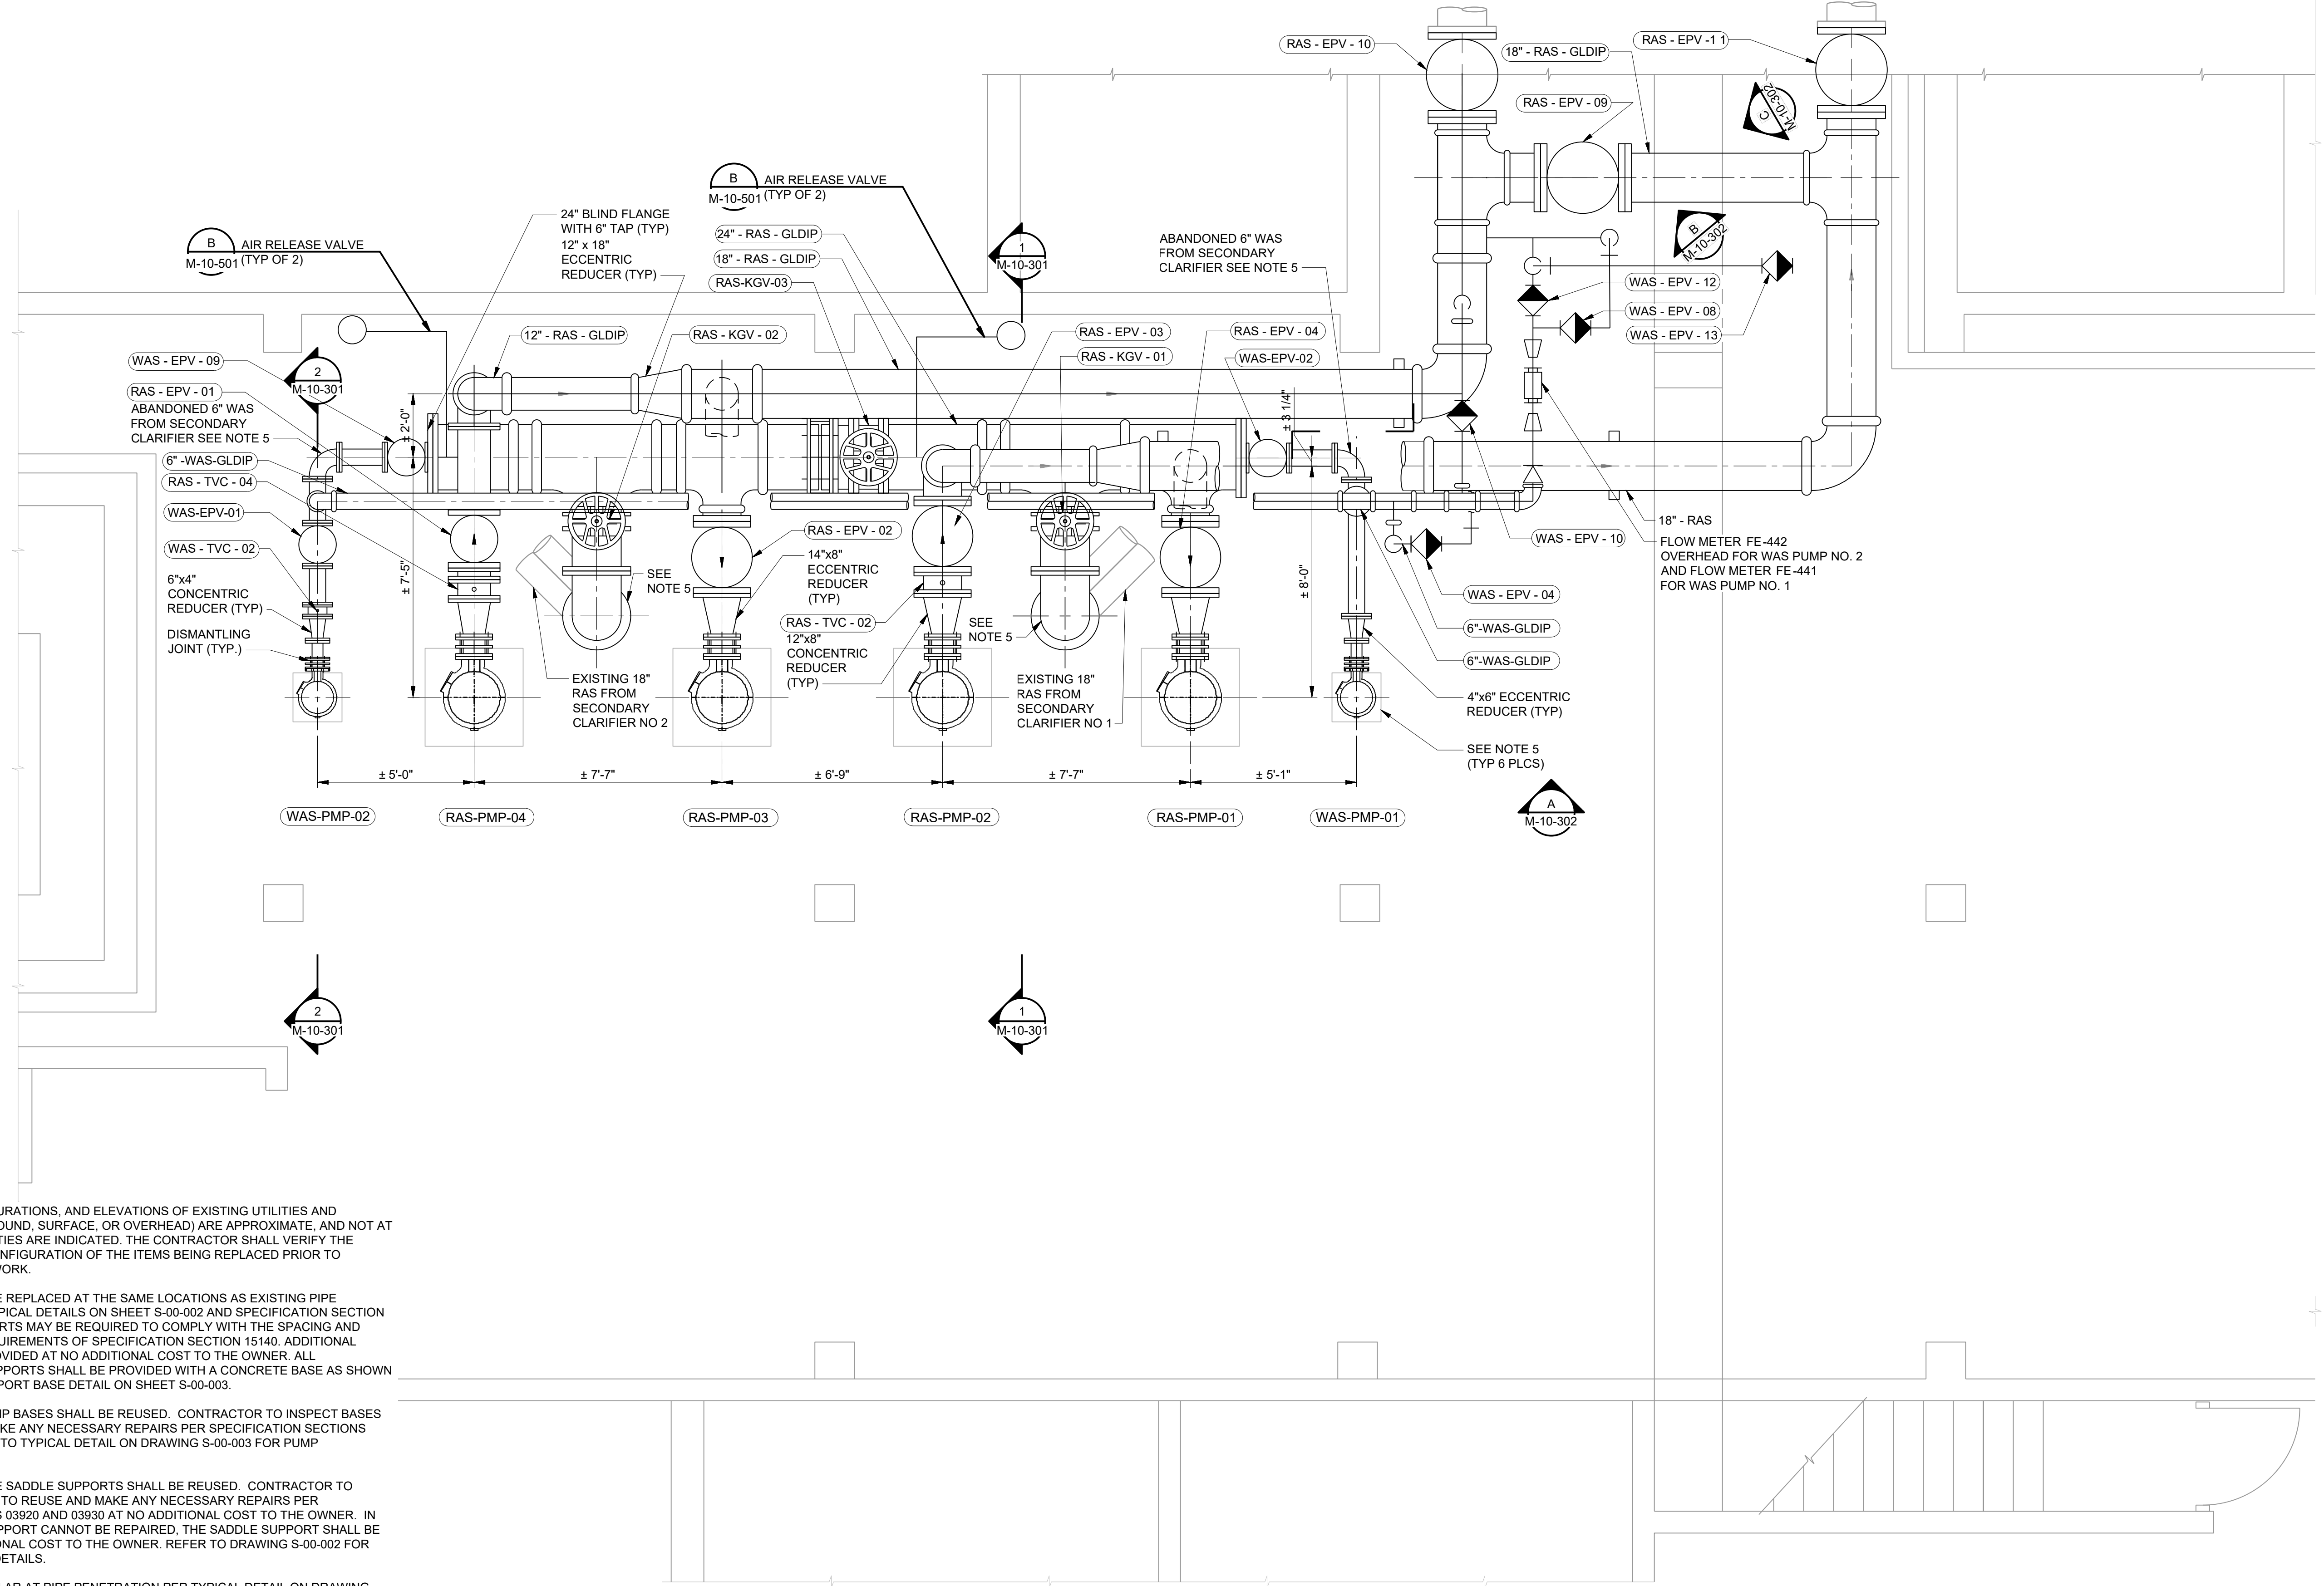 RAS - EPV - 10
18" - RAS - GLDIP
RAS - EPV -1 1
RAS - EPV - 09
C
M-10-302
B
M-10-302
B
M-10-501
AIR RELEASE VALVE
(TYP OF 2)
B
M-10-501
AIR RELEASE VALVE
(TYP OF 2)
24" BLIND FLANGE
WITH 6" TAP (TYP)
12" x 18"
ECCENTRIC
REDUCER (TYP)
24" - RAS - GLDIP
18" - RAS - GLDIP
RAS-KGV-03
1
M-10-301
ABANDONED 6" WAS
FROM SECONDARY
CLARIFIER SEE NOTE 5
WAS - EPV - 12
WAS - EPV - 08
WAS - EPV - 13
12" - RAS - GLDIP
RAS - KGV - 02
RAS - EPV - 03
RAS - KGV - 01
RAS - EPV - 04
WAS-EPV-02
WAS - EPV - 09
2
M-10-301
RAS - EPV - 01
ABANDONED 6" WAS
FROM SECONDARY
CLARIFIER SEE NOTE 5
± 2'-0"
± 3 1/4"
6" -WAS-GLDIP
RAS - TVC - 04
WAS-EPV-01
WAS - TVC - 02
6"x4"
CONCENTRIC
REDUCER (TYP)
DISMANTLING
JOINT (TYP.)
± 7'-5"
SEE
NOTE 5
RAS - EPV - 02
14"x8"
ECCENTRIC
REDUCER
(TYP)
RAS - TVC - 02
12"x8"
CONCENTRIC
REDUCER
(TYP)
SEE
NOTE 5
± 8'-0"
WAS - EPV - 10
18" - RAS
FLOW METER FE-442
OVERHEAD FOR WAS PUMP NO. 2
AND FLOW METER FE-441
FOR WAS PUMP NO. 1
WAS - EPV - 04
6"-WAS-GLDIP
6"-WAS-GLDIP
EXISTING 18"
RAS FROM
SECONDARY
CLARIFIER NO 2
EXISTING 18"
RAS FROM
SECONDARY
CLARIFIER NO 1
4"x6" ECCENTRIC
REDUCER (TYP)
SEE NOTE 5
(TYP 6 PLCS)
± 5'-0"
± 7'-7"
± 6'-9"
± 7'-7"
± 5'-1"
WAS-PMP-02
RAS-PMP-04
RAS-PMP-03
RAS-PMP-02
RAS-PMP-01
WAS-PMP-01
A
M-10-302
2
M-10-301
1
M-10-301
URATIONS, AND ELEVATIONS OF EXISTING UTILITIES AND
OUND, SURFACE, OR OVERHEAD) ARE APPROXIMATE, AND NOT AT
TIES ARE INDICATED. THE CONTRACTOR SHALL VERIFY THE
NFIGURATION OF THE ITEMS BEING REPLACED PRIOR TO
WORK.
E REPLACED AT THE SAME LOCATIONS AS EXISTING PIPE
PICAL DETAILS ON SHEET S-00-002 AND SPECIFICATION SECTION
RTS MAY BE REQUIRED TO COMPLY WITH THE SPACING AND
UIREMENTS OF SPECIFICATION SECTION 15140. ADDITIONAL
OVIDED AT NO ADDITIONAL COST TO THE OWNER. ALL
PPORTS SHALL BE PROVIDED WITH A CONCRETE BASE AS SHOWN
PORT BASE DETAIL ON SHEET S-00-003.
MP BASES SHALL BE REUSED. CONTRACTOR TO INSPECT BASES
KE ANY NECESSARY REPAIRS PER SPECIFICATION SECTIONS
TO TYPICAL DETAIL ON DRAWING S-00-003 FOR PUMP
E SADDLE SUPPORTS SHALL BE REUSED. CONTRACTOR TO
TO REUSE AND MAKE ANY NECESSARY REPAIRS PER
S 03920 AND 03930 AT NO ADDITIONAL COST TO THE OWNER. IN
PPORT CANNOT BE REPAIRED, THE SADDLE SUPPORT SHALL BE
ONAL COST TO THE OWNER. REFER TO DRAWING S-00-002 FOR
DETAILS.
LAR AT PIPE PENETRATION PER TYPICAL DETAIL ON DRAWING